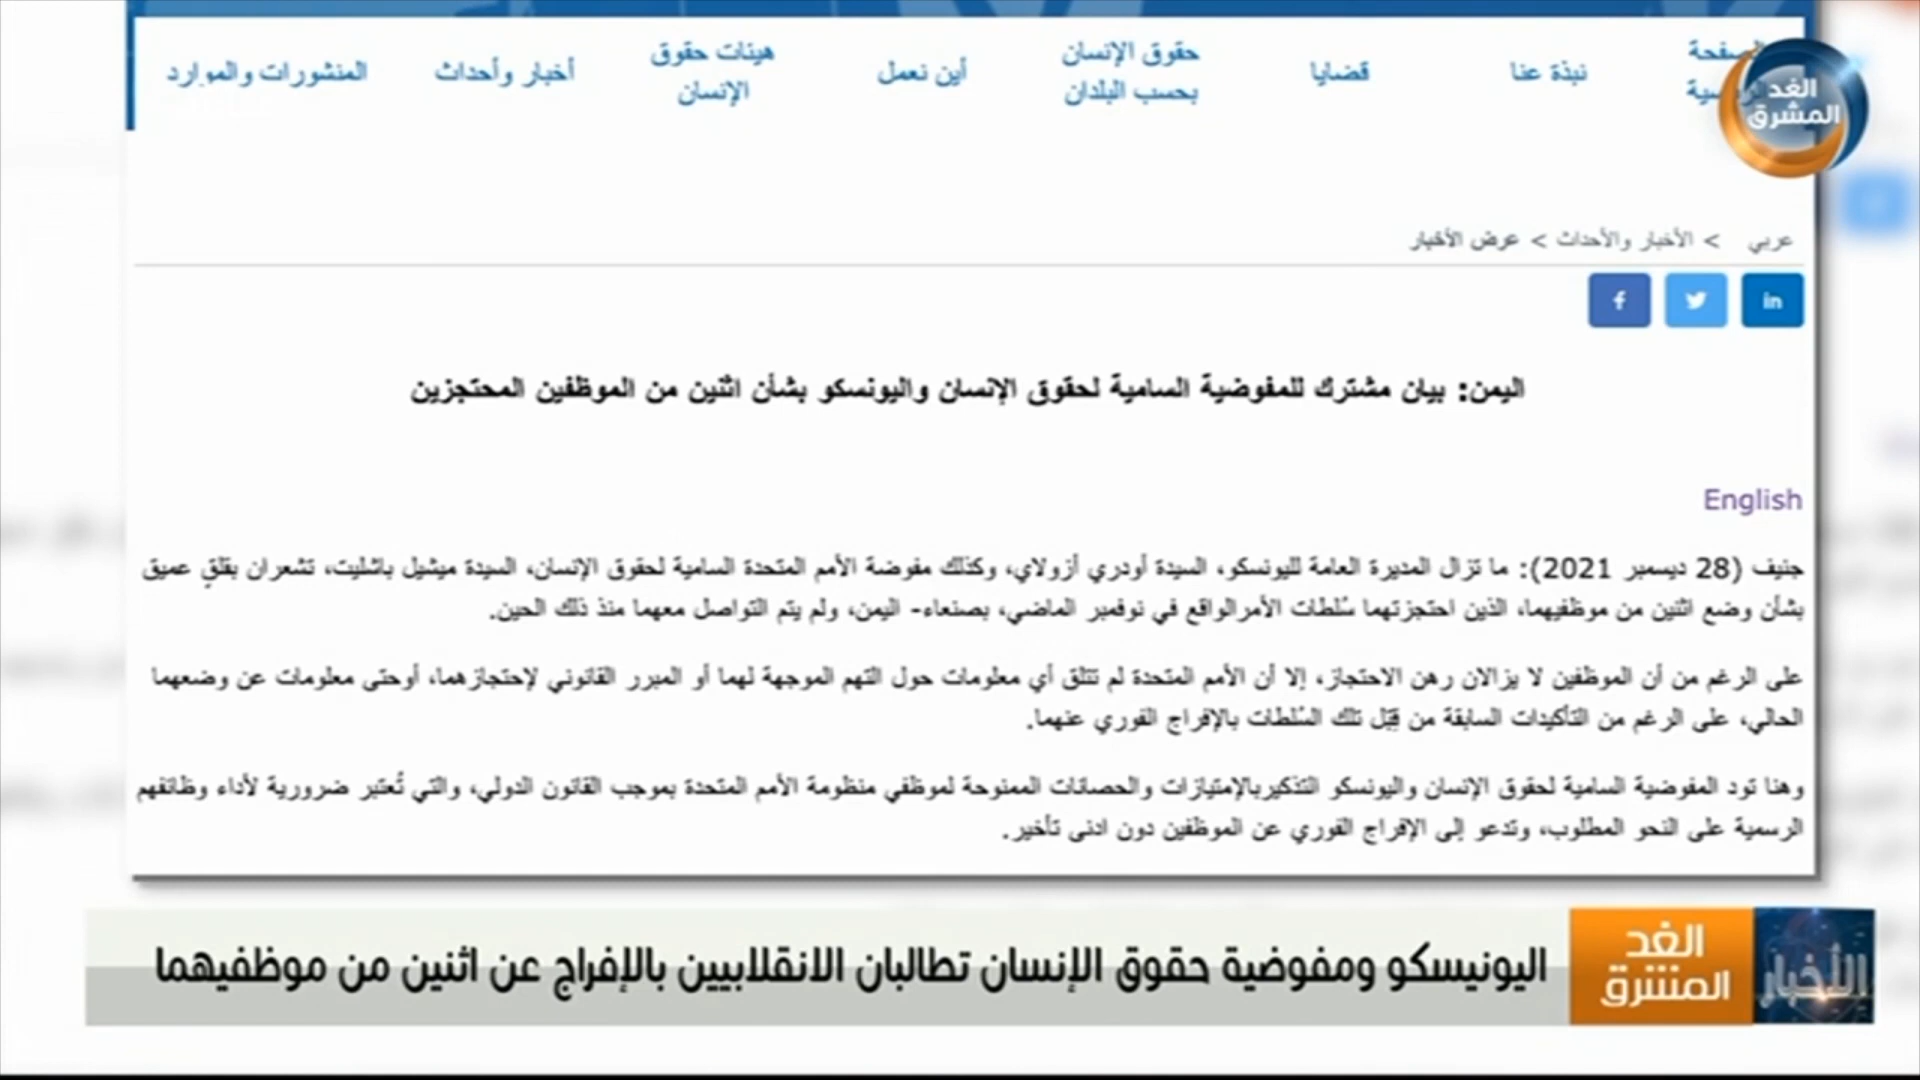 نبذة عنا
قضايا
حقوق الإنسان
بحسب البلدان
أين نعمل
هيئات حقوق
الإنسان
أخبار وأحداث
المنشورات والموارد
الغد
المشرق
عربي > الأخبار والأحداث > عرض الأخبار
f
in
اليمن: بيان مشترك للمفوضية السامية لحقوق الإنسان واليونسكو بشأن اثنين من الموظفين المحتجزين
English
جنيف (28 ديسمبر 2021): ما تزال المديرة العامة لليونسكو، السيدة أودري أزولاي، وكذلك مفوضة الأمم المتحدة السامية لحقوق الإنسان، السيدة ميشيل باشليت، تشعران بقلقٍ عميق
بشأن وضع اثنين من موظفيهما، الذين احتجزتهما سُلطات الأمرالواقع في نوفمبر الماضي، بصنعاء- اليمن، ولم يتم التواصل معهما منذ ذلك الحين.
على الرغم من أن الموظفين لا يزالان رهن الاحتجاز، إلا أن الأمم المتحدة لم تتلق أي معلومات حول التهم الموجهة لهما أو المبرر القانوني لإحتجازهما، أوحتى معلومات عن وضعهما
الحالي، على الرغم من التأكيدات السابقة من قِبَل تلك السُلطات بالإفراج الفوري عنهما.
وهنا تود المفوضية السامية لحقوق الإنسان واليونسكو التذكيربالإمتيازات والحصانات الممنوحة لموظفي منظومة الأمم المتحدة بموجب القانون الدولي، والتي تُعتبر ضرورية لأداء وظائفهم
الرسمية على النحو المطلوب، وتدعو إلى الإفراج الفوري عن الموظفين دون ادنى تأخير.
الأخبار
الغد
المشرق
اليونيسكو ومفوضية حقوق الإنسان تطالبان الانقلابيين بالإفراج عن اثنين من موظفيهما